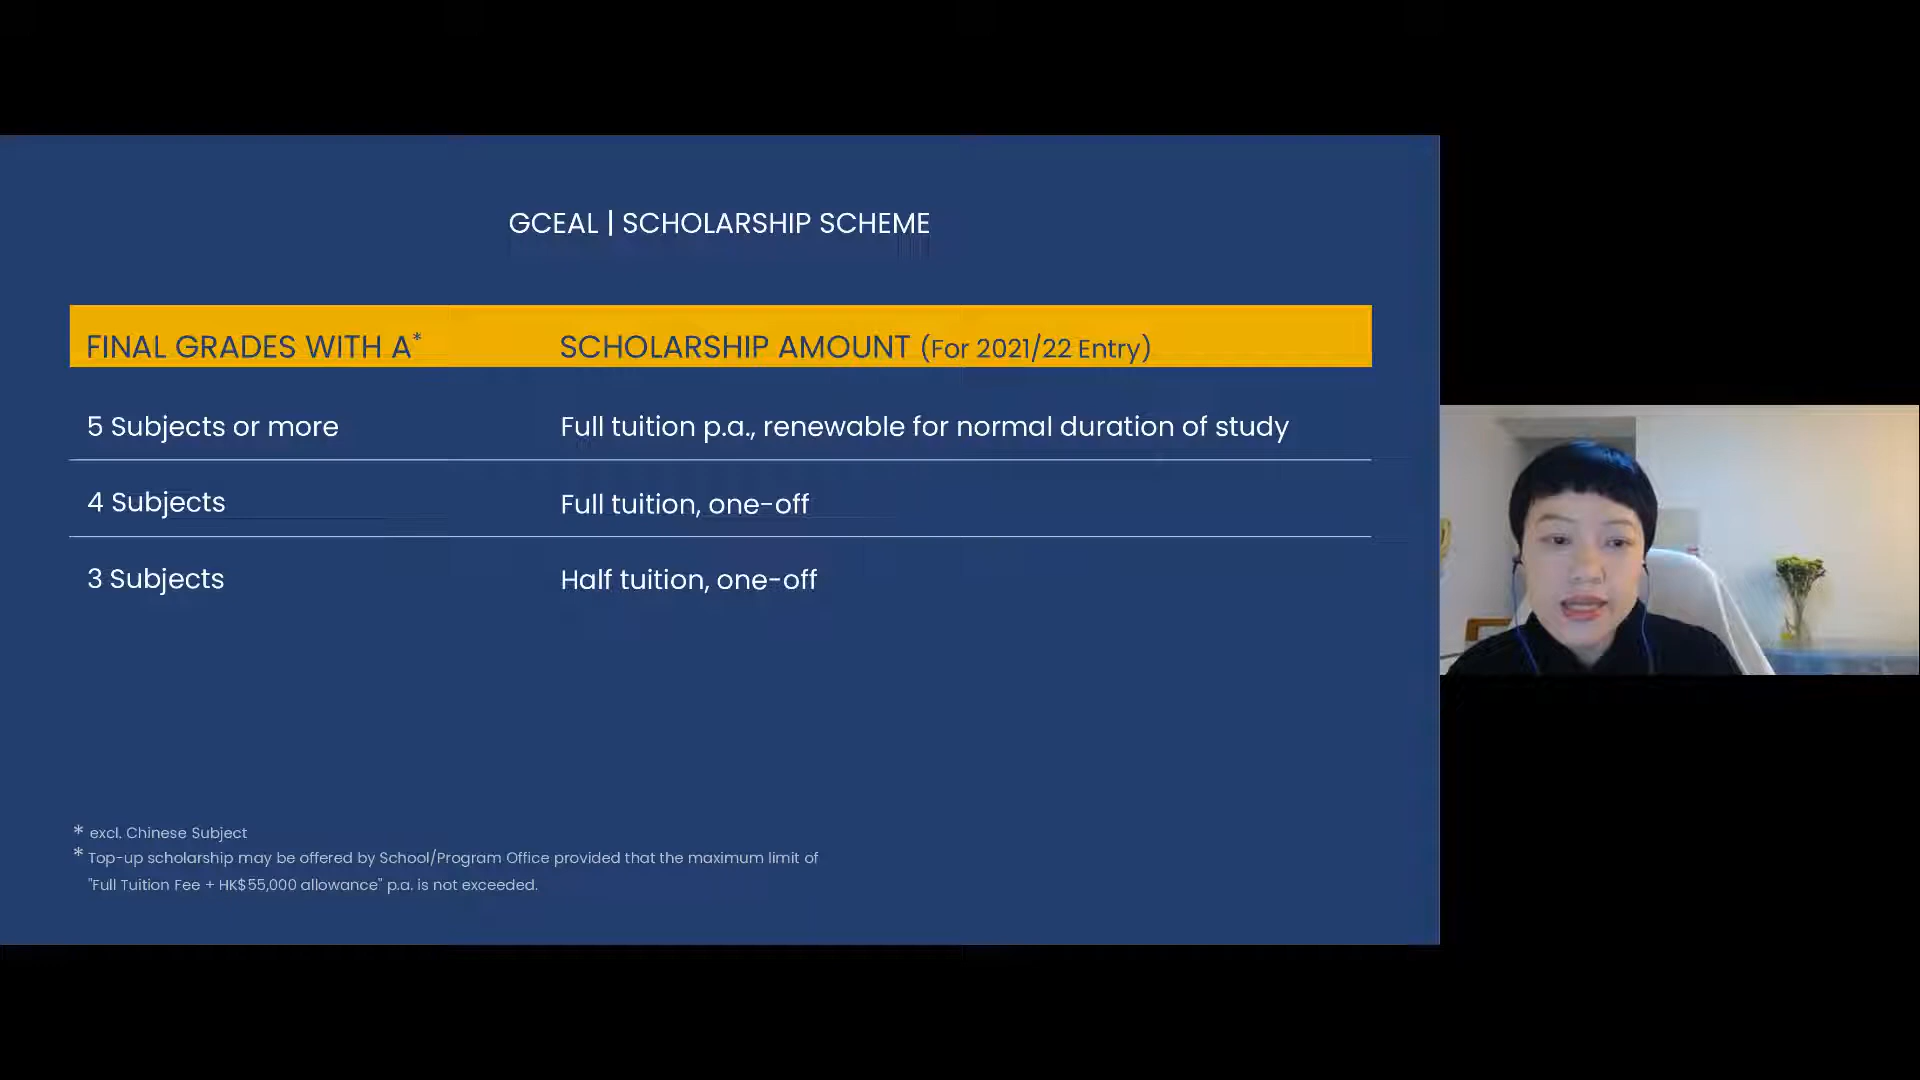 GCEAL | SCHOLARSHIP SCHEME
FINAL GRADES WITH A* SCHOLARSHIP AMOUNT (For 2021/22 Entry)
5 Subjects or more Full tuition p.a., renewable for normal duration of study
4 Subjects Full tuition, one-off
3 Subjects Half tuition, one-off
* excl. Chinese Subject
* Top-up scholarship may be offered by School/Program Office provided that the maximum limit of
"Full Tuition Fee + HK$55,000 allowance" p.a. is not exceeded.